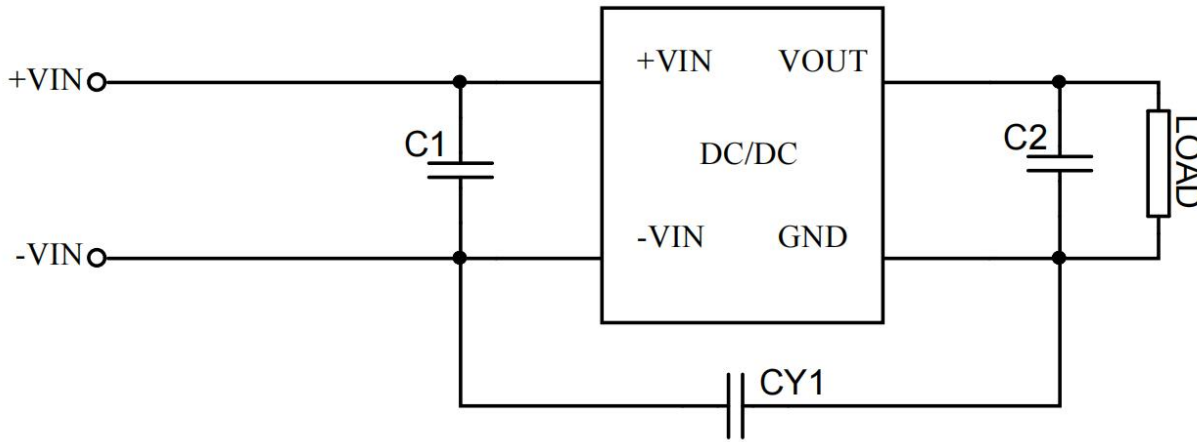 +VIN
-VIN
C1
+VIN VOUT
DC/DC
-VIN GND
C2
LOAD
CY1